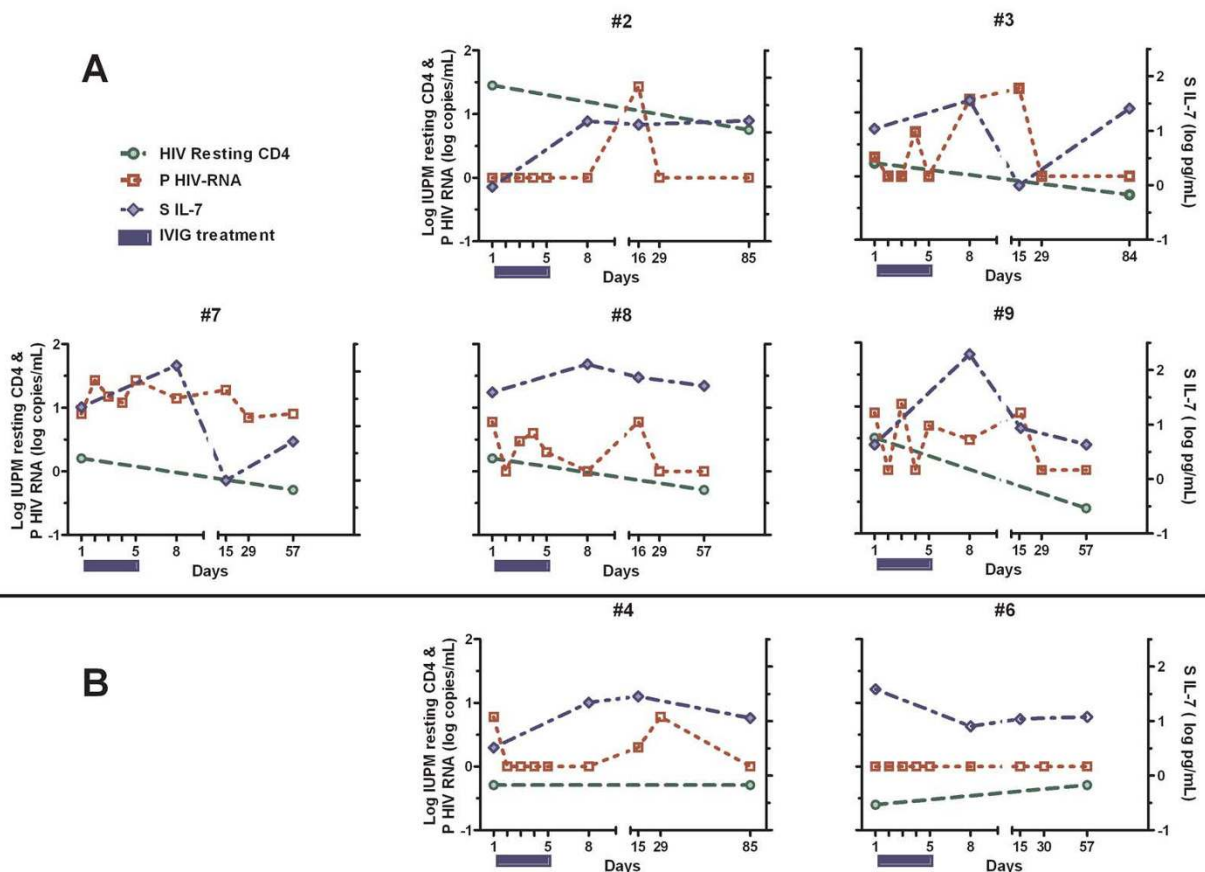 A
HIV Resting CD4
P HIV-RNA
S IL-7
IVIG treatment
#2
Log IUPM resting CD4 &
P HIV RNA (log copies/mL)
2
1
0
-1
1 5 8 16 29 85
Days
#3
1 5 8 15 29 84
Days
2
1
0
-1
S IL-7 (log pg/mL)
#7
Log IUPM resting CD4 &
P HIV RNA (log copies/mL)
2
1
0
-1
1 5 8 15 29 57
Days
#8
1 5 8 16 29 57
Days
#9
1 5 8 15 29 57
Days
2
1
0
-1
S IL-7 ( log pg/mL)
B
#4
Log IUPM resting CD4 &
P HIV RNA (log copies/mL)
2
1
0
-1
1 5 8 15 29 85
Days
#6
1 5 8 15 30 57
Days
2
1
0
-1
S IL-7 ( log pg/mL)